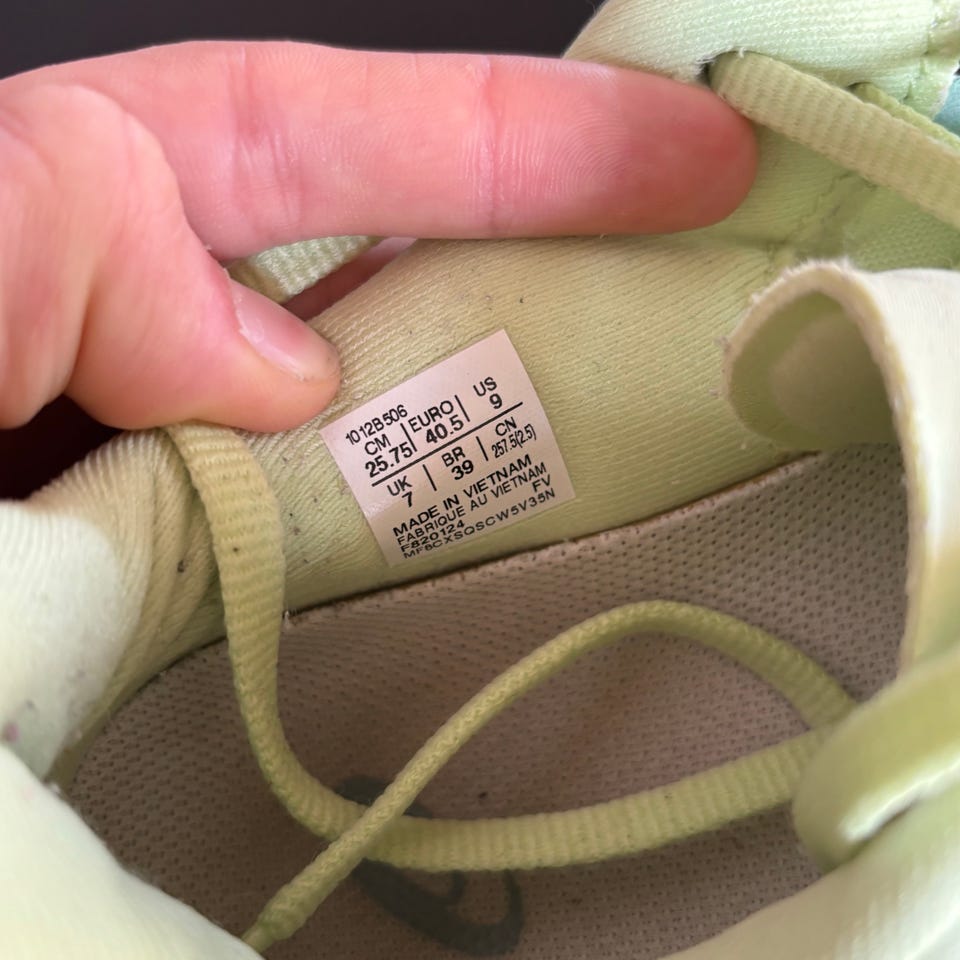 1012B506
CM EURO US
25.75 40.5 9
UK BR CN
7 39 257.5(2.5)
MADE IN VIETNAM
FABRIQUE AU VIETNAM
F820124 FV
MF8CXSQSCW5V35N